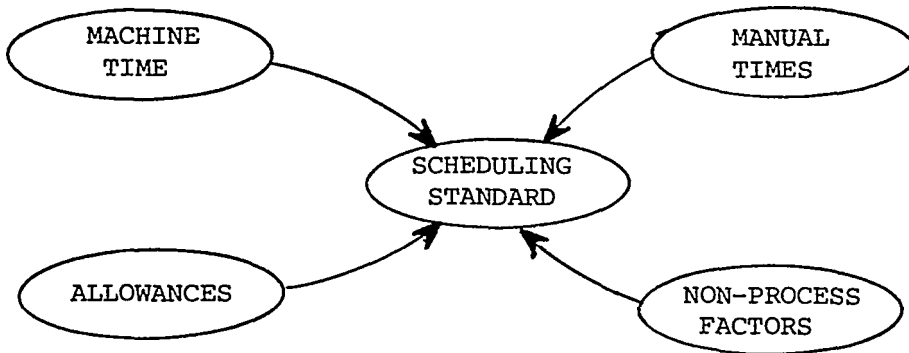 MACHINE
TIME
MANUAL
TIMES
SCHEDULING
STANDARD
ALLOWANCES
NON-PROCESS
FACTORS